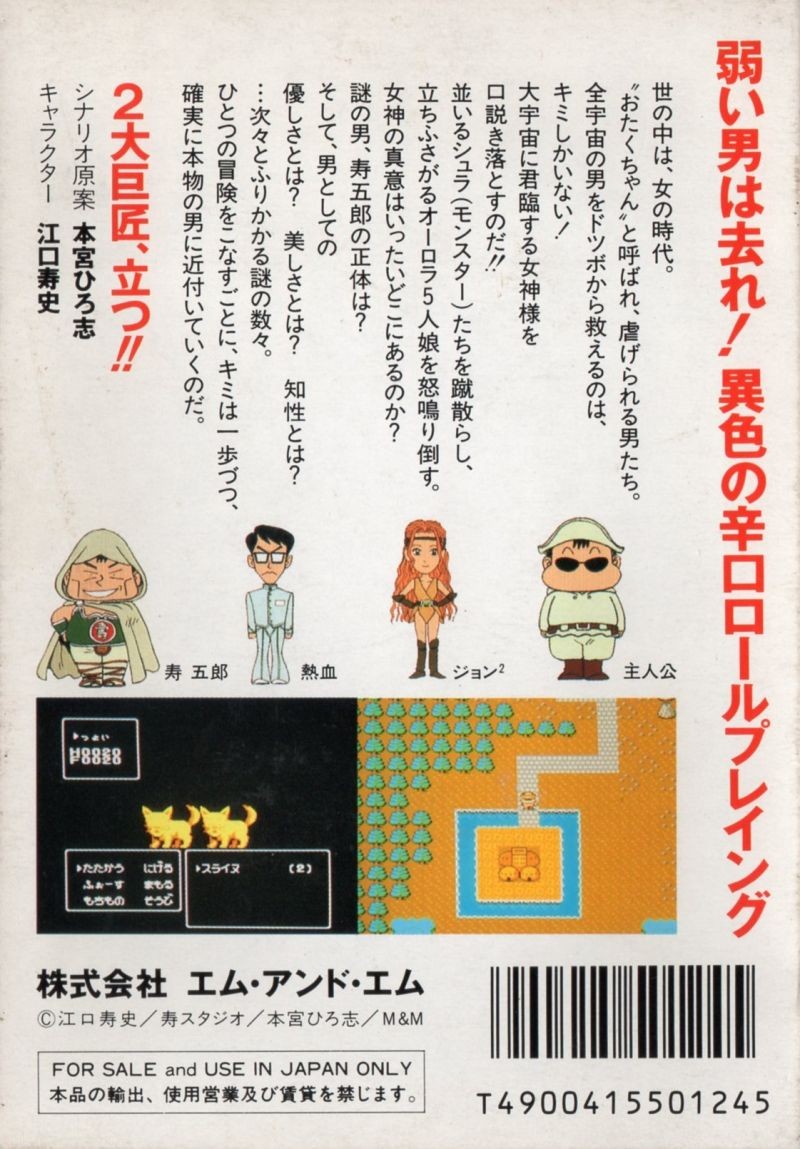 弱い男は去れ！異色の辛口ロールプレイング
世の中は、女の時代。
“おたくちゃん”と呼ばれ、虐げられる男たち。
全宇宙の男をドツボから救えるのは、
キミしかいない！
大宇宙に君臨する女神様を
口説き落とすのだ!!
並いるシュラ（モンスター）たちを蹴散らし、
立ちふさがるオーロラ5人娘を怒鳴り倒す。
女神の真意はいったいどこにあるのか？
謎の男、寿五郎の正体は？
そして、男としての
優しさとは？ 美しさとは？ 知性とは？
…次々とふりかかる謎の数々。
ひとつの冒険をこなすごとに、キミは一歩づつ、
確実に本物の男に近付いていくのだ。
2大巨匠、立つ!!
シナリオ原案 本宮ひろ志
キャラクター 江口寿史
寿 五郎
熱血
ジョン²
主人公
つよい
たたかう にげる
ふぉーす まもる
もちもの そうび
スライヌ (2)
株式会社 エム・アンド・エム
©江口寿史／寿スタジオ／本宮ひろ志／M&M
FOR SALE and USE IN JAPAN ONLY
本品の輸出、使用営業及び賃貸を禁じます。
T4900415501245